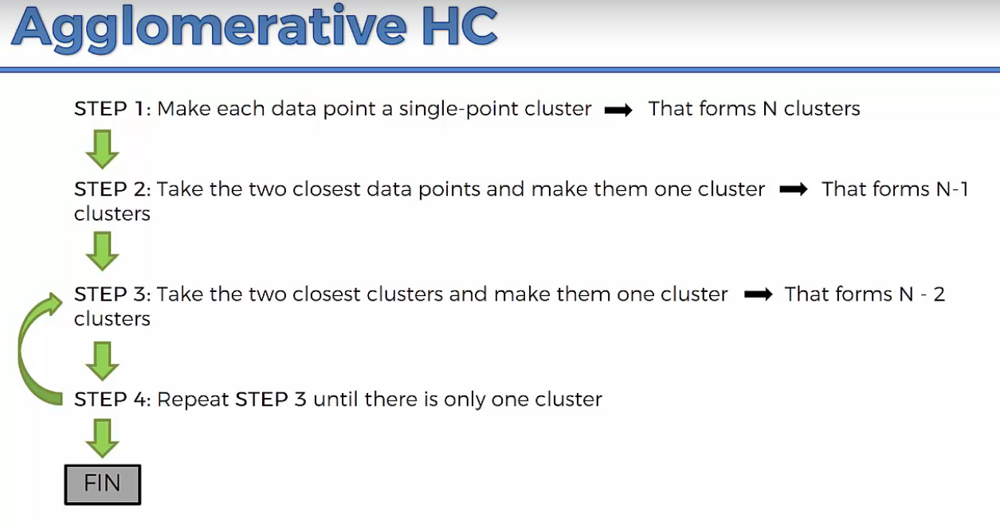 Agglomerative HC
STEP 1: Make each data point a single-point cluster ➡ That forms N clusters
STEP 2: Take the two closest data points and make them one cluster ➡ That forms N-1
clusters
STEP 3: Take the two closest clusters and make them one cluster ➡ That forms N - 2
clusters
STEP 4: Repeat STEP 3 until there is only one cluster
FIN